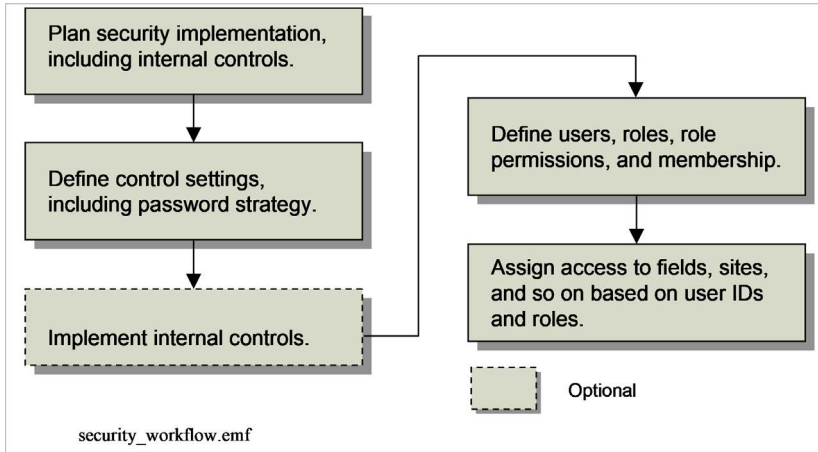 Plan security implementation,
including internal controls.
Define control settings,
including password strategy.
Implement internal controls.
Define users, roles, role
permissions, and membership.
Assign access to fields, sites,
and so on based on user IDs
and roles.
Optional
security_workflow.emf